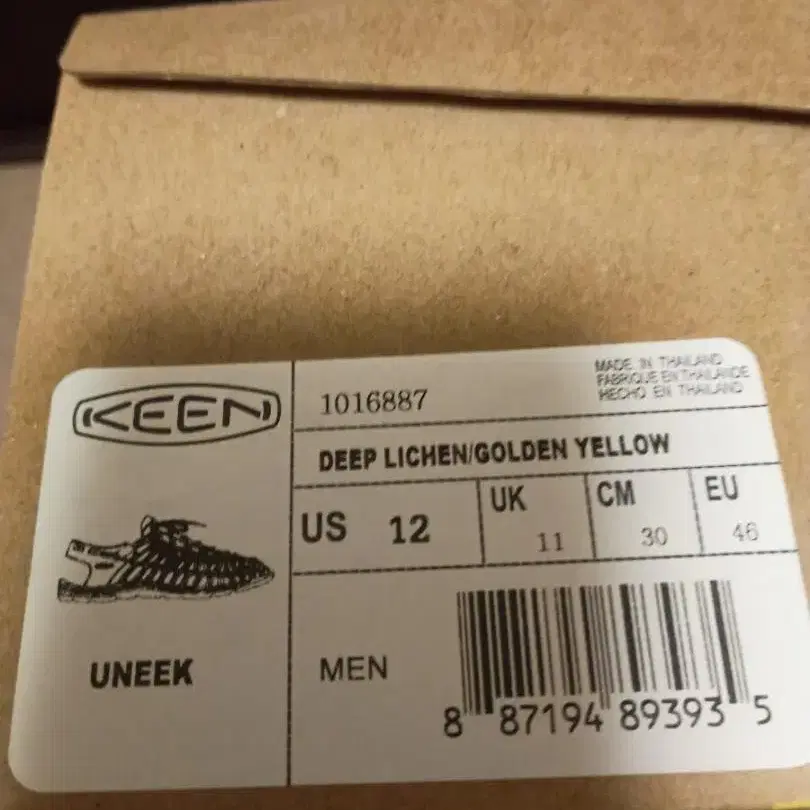 KEEN
1016887
MADE IN THAILAND
FABRIQUE EN THAILANDE
HECHO EN THAILAND
DEEP LICHEN/GOLDEN YELLOW
US 12
UK 11
CM 30
EU 46
UNEEK
MEN
8 87194 89393 5